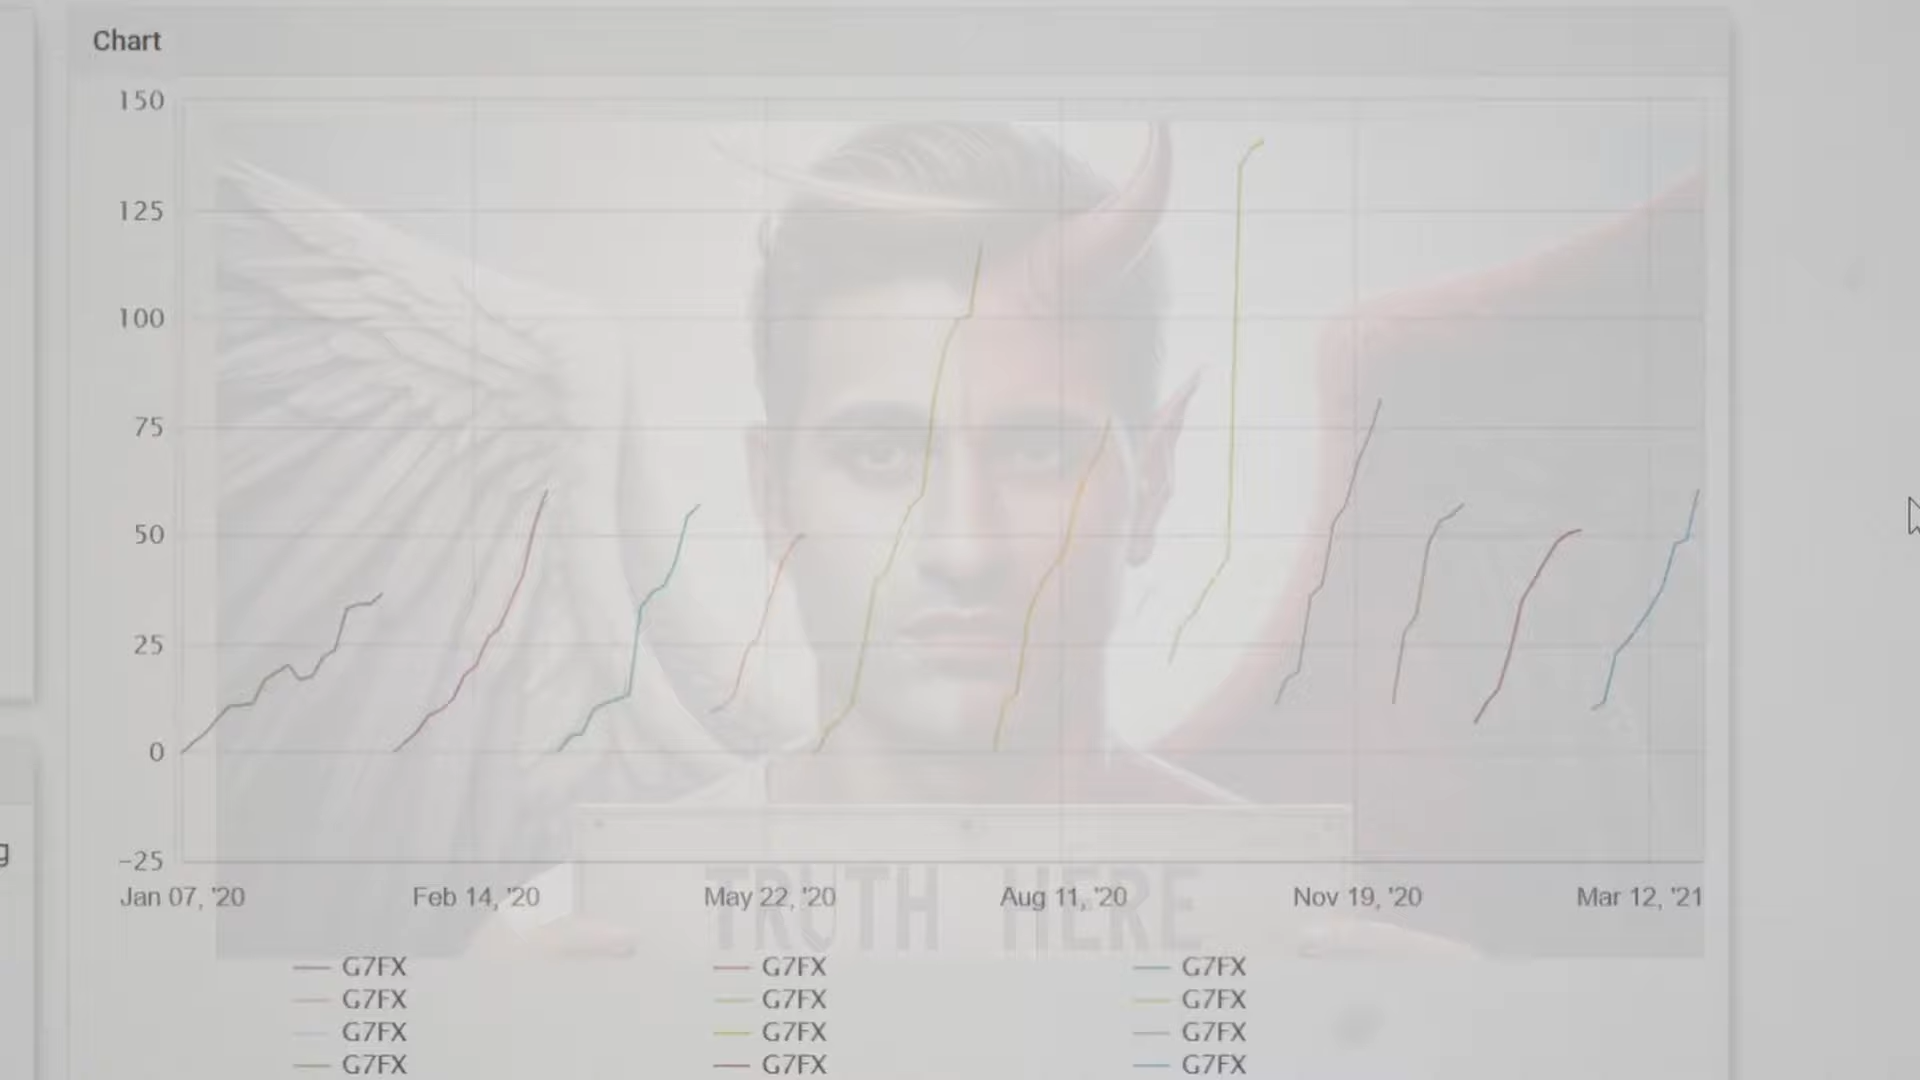 Chart
150
125
100
75
50
25
0
−25
Jan 07, '20 Feb 14, '20 May 22, '20 Aug 11, '20 Nov 19, '20 Mar 12, '21
TRUTH HERE
G7FX G7FX G7FX
G7FX G7FX G7FX
G7FX G7FX G7FX
G7FX G7FX G7FX
g